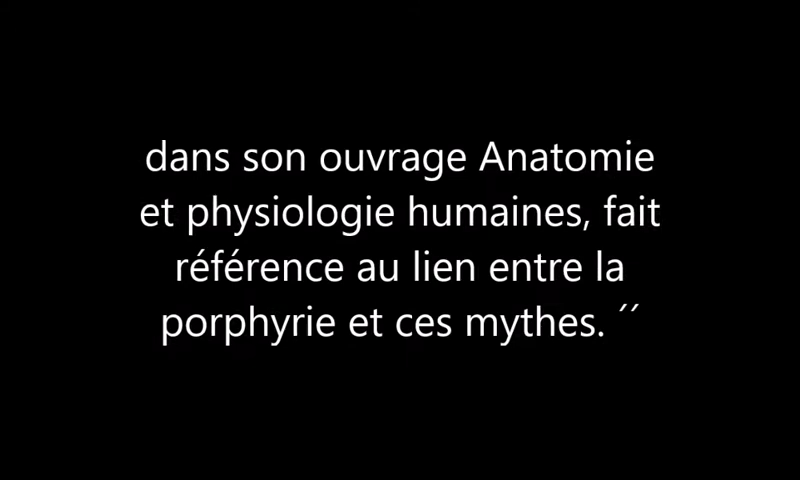 dans son ouvrage Anatomie
et physiologie humaines, fait
référence au lien entre la
porphyrie et ces mythes. ´´